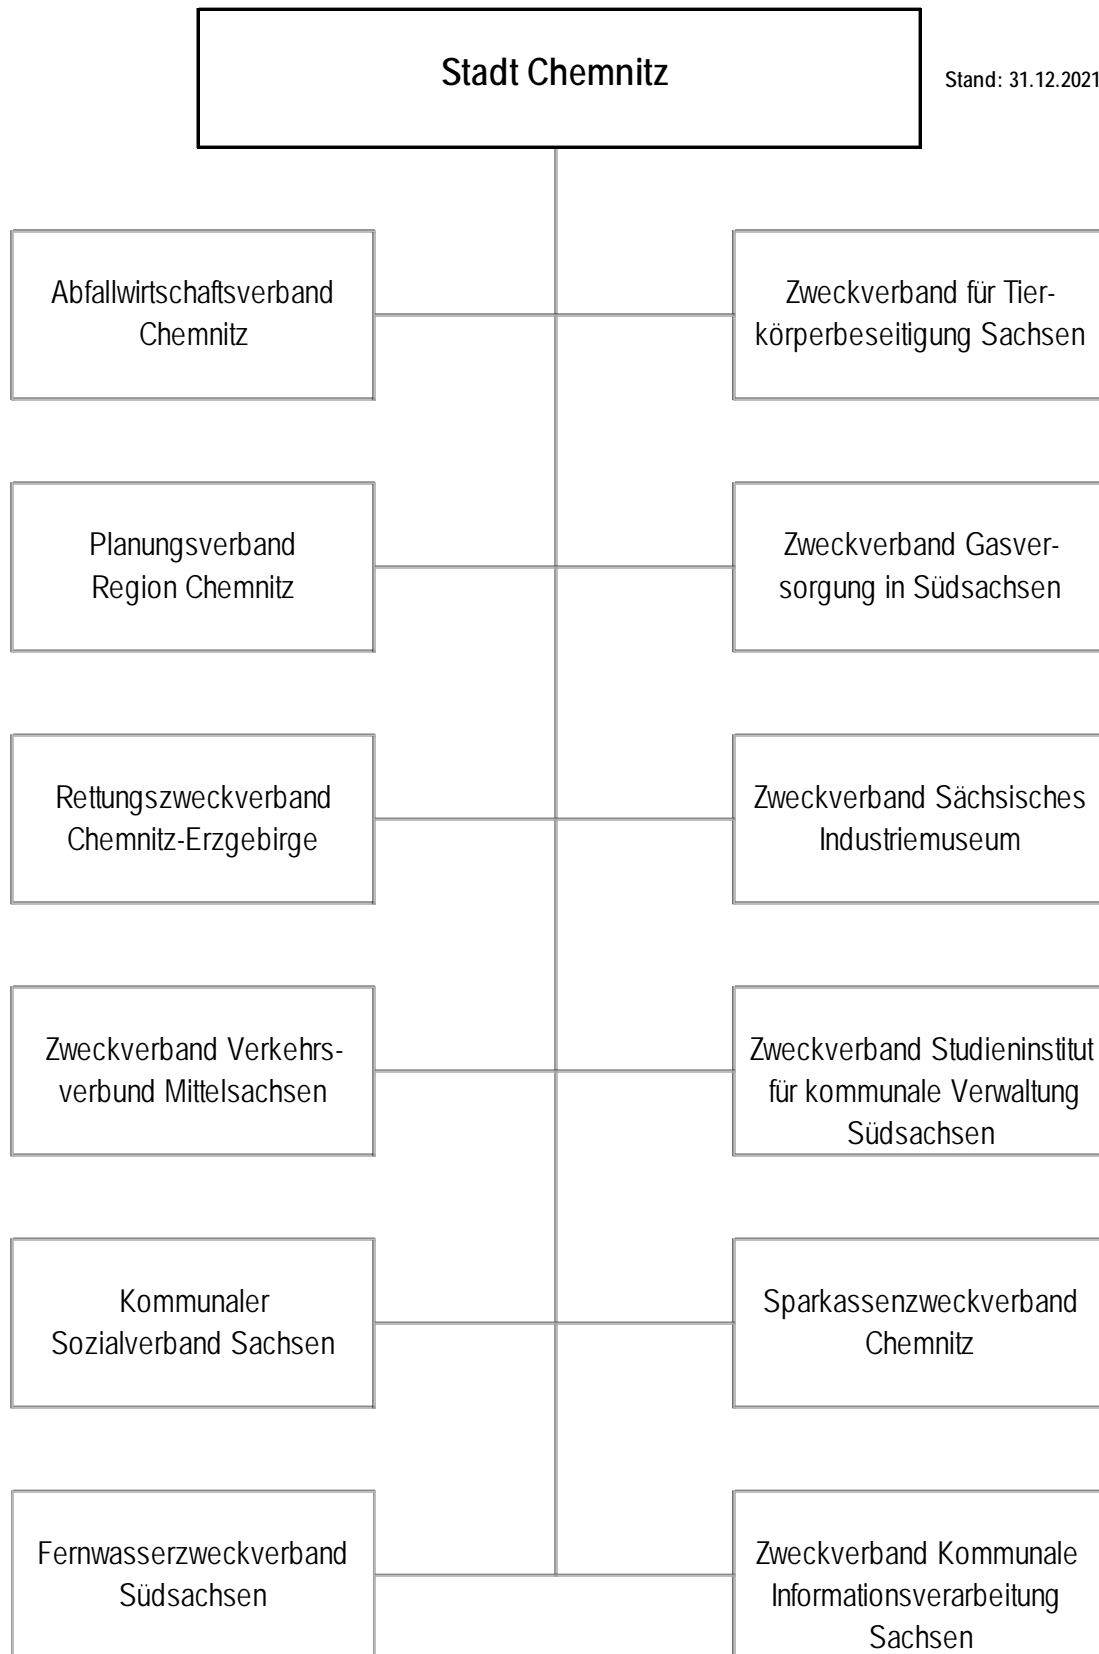 Stadt Chemnitz
Stand: 31.12.2021
Abfallwirtschaftsverband
Chemnitz
Zweckverband für Tier-
körperbeseitigung Sachsen
Planungsverband
Region Chemnitz
Zweckverband Gasver-
sorgung in Südsachsen
Rettungszweckverband
Chemnitz-Erzgebirge
Zweckverband Sächsisches
Industriemuseum
Zweckverband Verkehrs-
verbund Mittelsachsen
Zweckverband Studieninstitut
für kommunale Verwaltung
Südsachsen
Kommunaler
Sozialverband Sachsen
Sparkassenzweckverband
Chemnitz
Fernwasserzweckverband
Südsachsen
Zweckverband Kommunale
Informationsverarbeitung
Sachsen